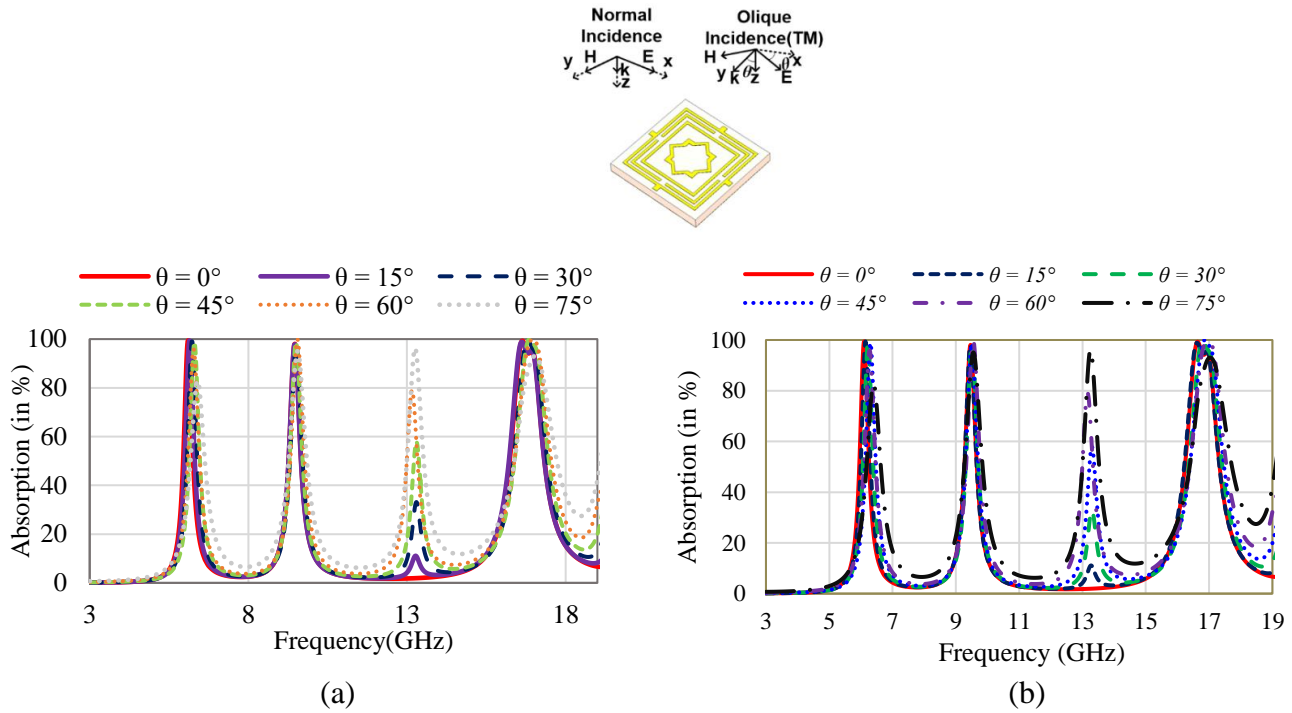 Normal
Incidence
H E
y x
k
z
Olique
Incidence(TM)
H θ x
y k θ z E
θ = 0° θ = 15° θ = 30°
θ = 45° θ = 60° θ = 75°
Absorption (in %)
100
80
60
40
20
0
3 8 13 18
Frequency(GHz)
(a)
θ = 0° θ = 15° θ = 30°
θ = 45° θ = 60° θ = 75°
Absorption (in %)
100
80
60
40
20
0
3 5 7 9 11 13 15 17 19
Frequency (GHz)
(b)